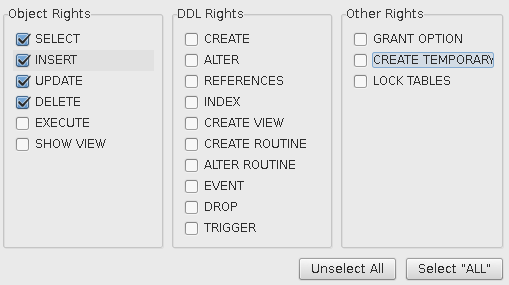 Object Rights
SELECT
INSERT
UPDATE
DELETE
EXECUTE
SHOW VIEW
DDL Rights
CREATE
ALTER
REFERENCES
INDEX
CREATE VIEW
CREATE ROUTINE
ALTER ROUTINE
EVENT
DROP
TRIGGER
Other Rights
GRANT OPTION
CREATE TEMPORARY
LOCK TABLES
Unselect All
Select "ALL"